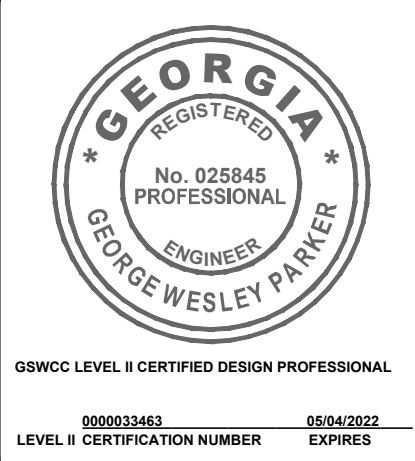 * GEORGIA *
REGISTERED
No. 025845
PROFESSIONAL
ENGINEER
GEORGE WESLEY PARKER
GSWCC LEVEL II CERTIFIED DESIGN PROFESSIONAL
0000033463 05/04/2022
LEVEL II CERTIFICATION NUMBER EXPIRES